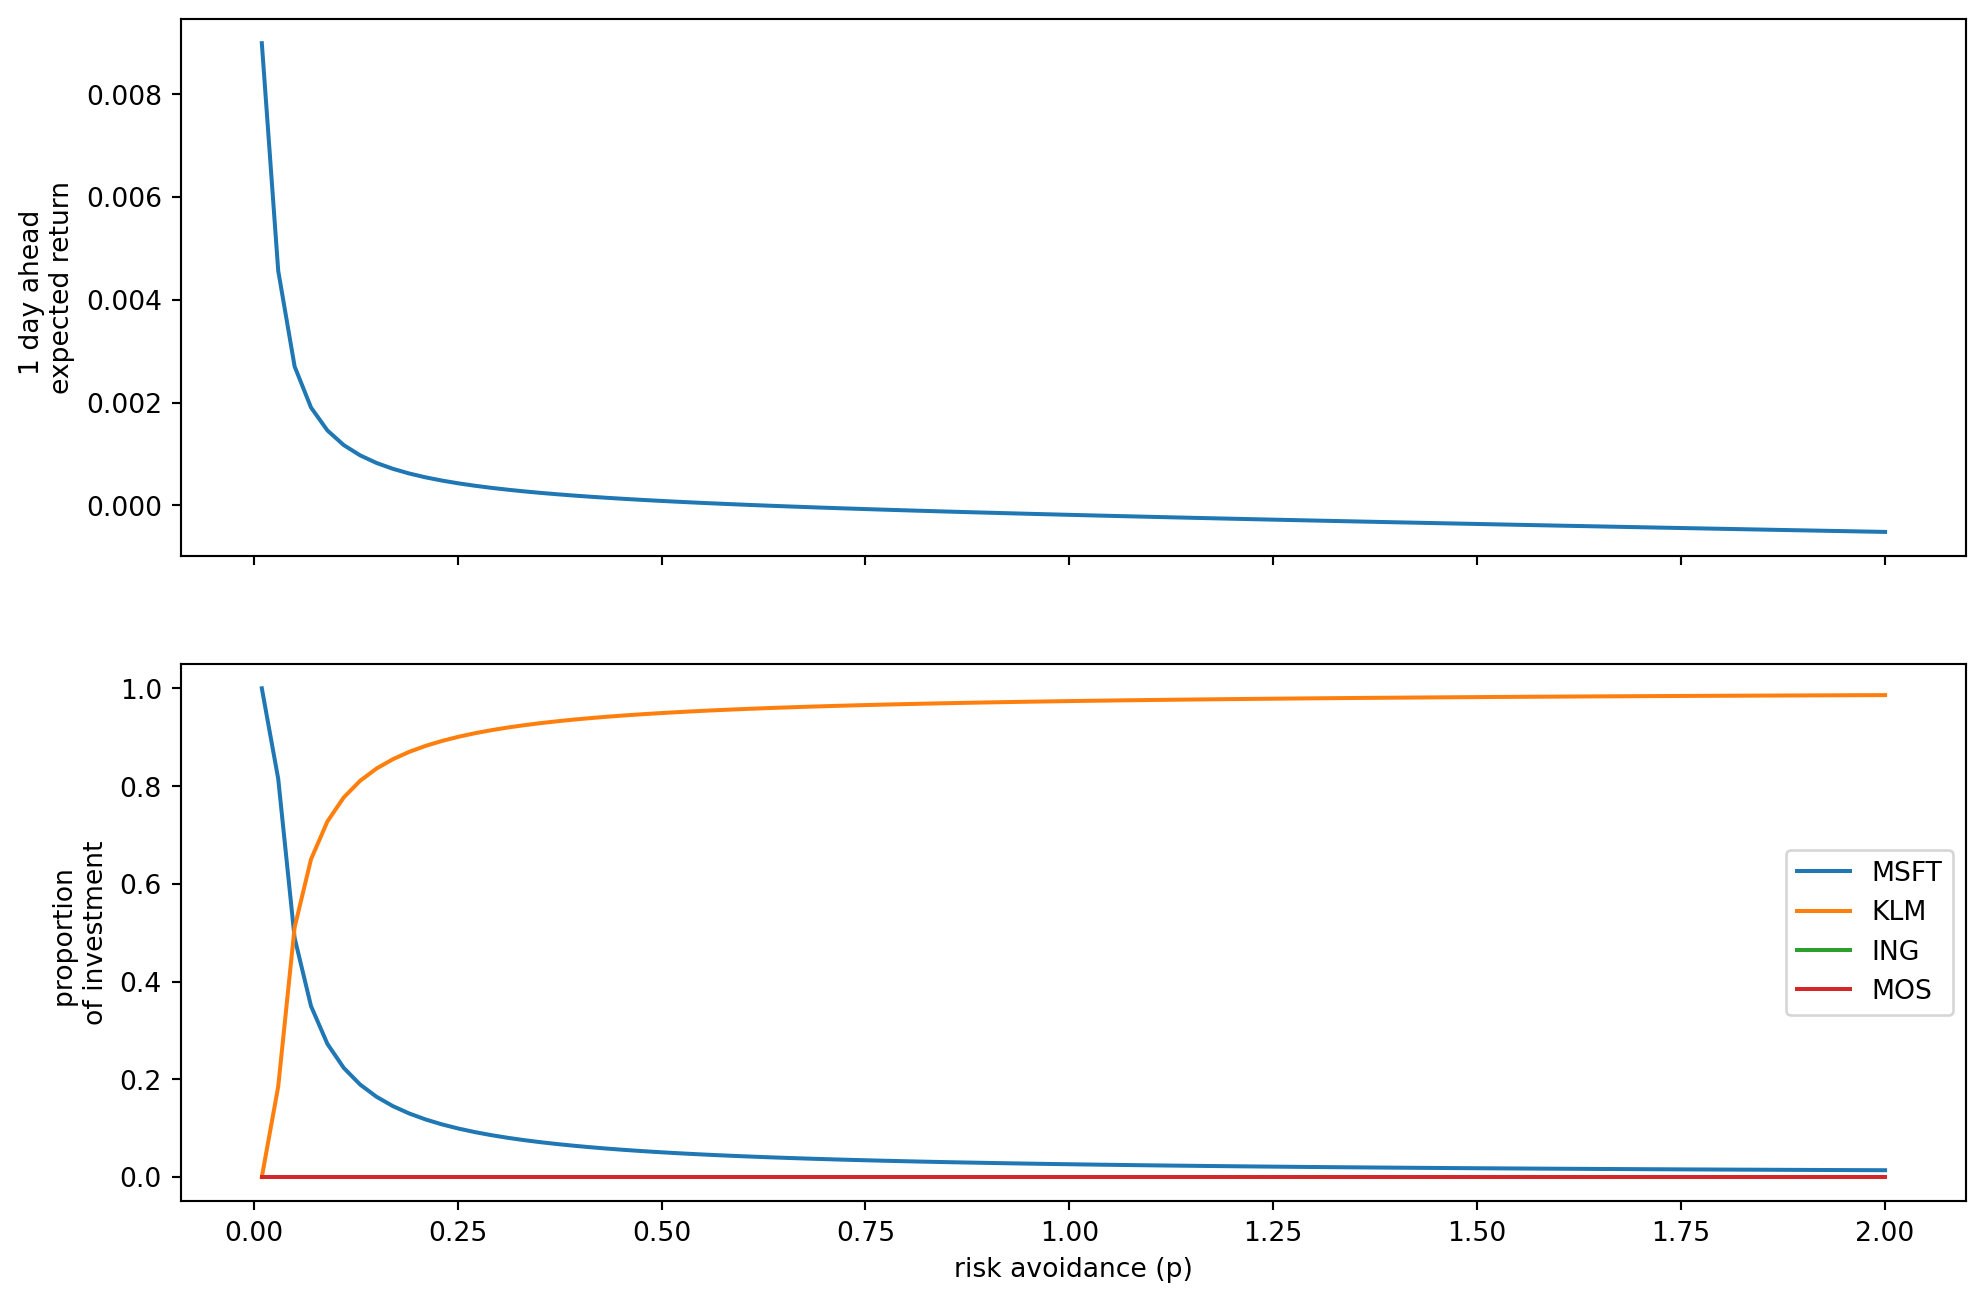 0.008
0.006
0.004
0.002
0.000
1 day ahead
expected return
1.0
0.8
0.6
0.4
0.2
0.0
proportion
of investment
MSFT
KLM
ING
MOS
0.00 0.25 0.50 0.75 1.00 1.25 1.50 1.75 2.00
risk avoidance (p)